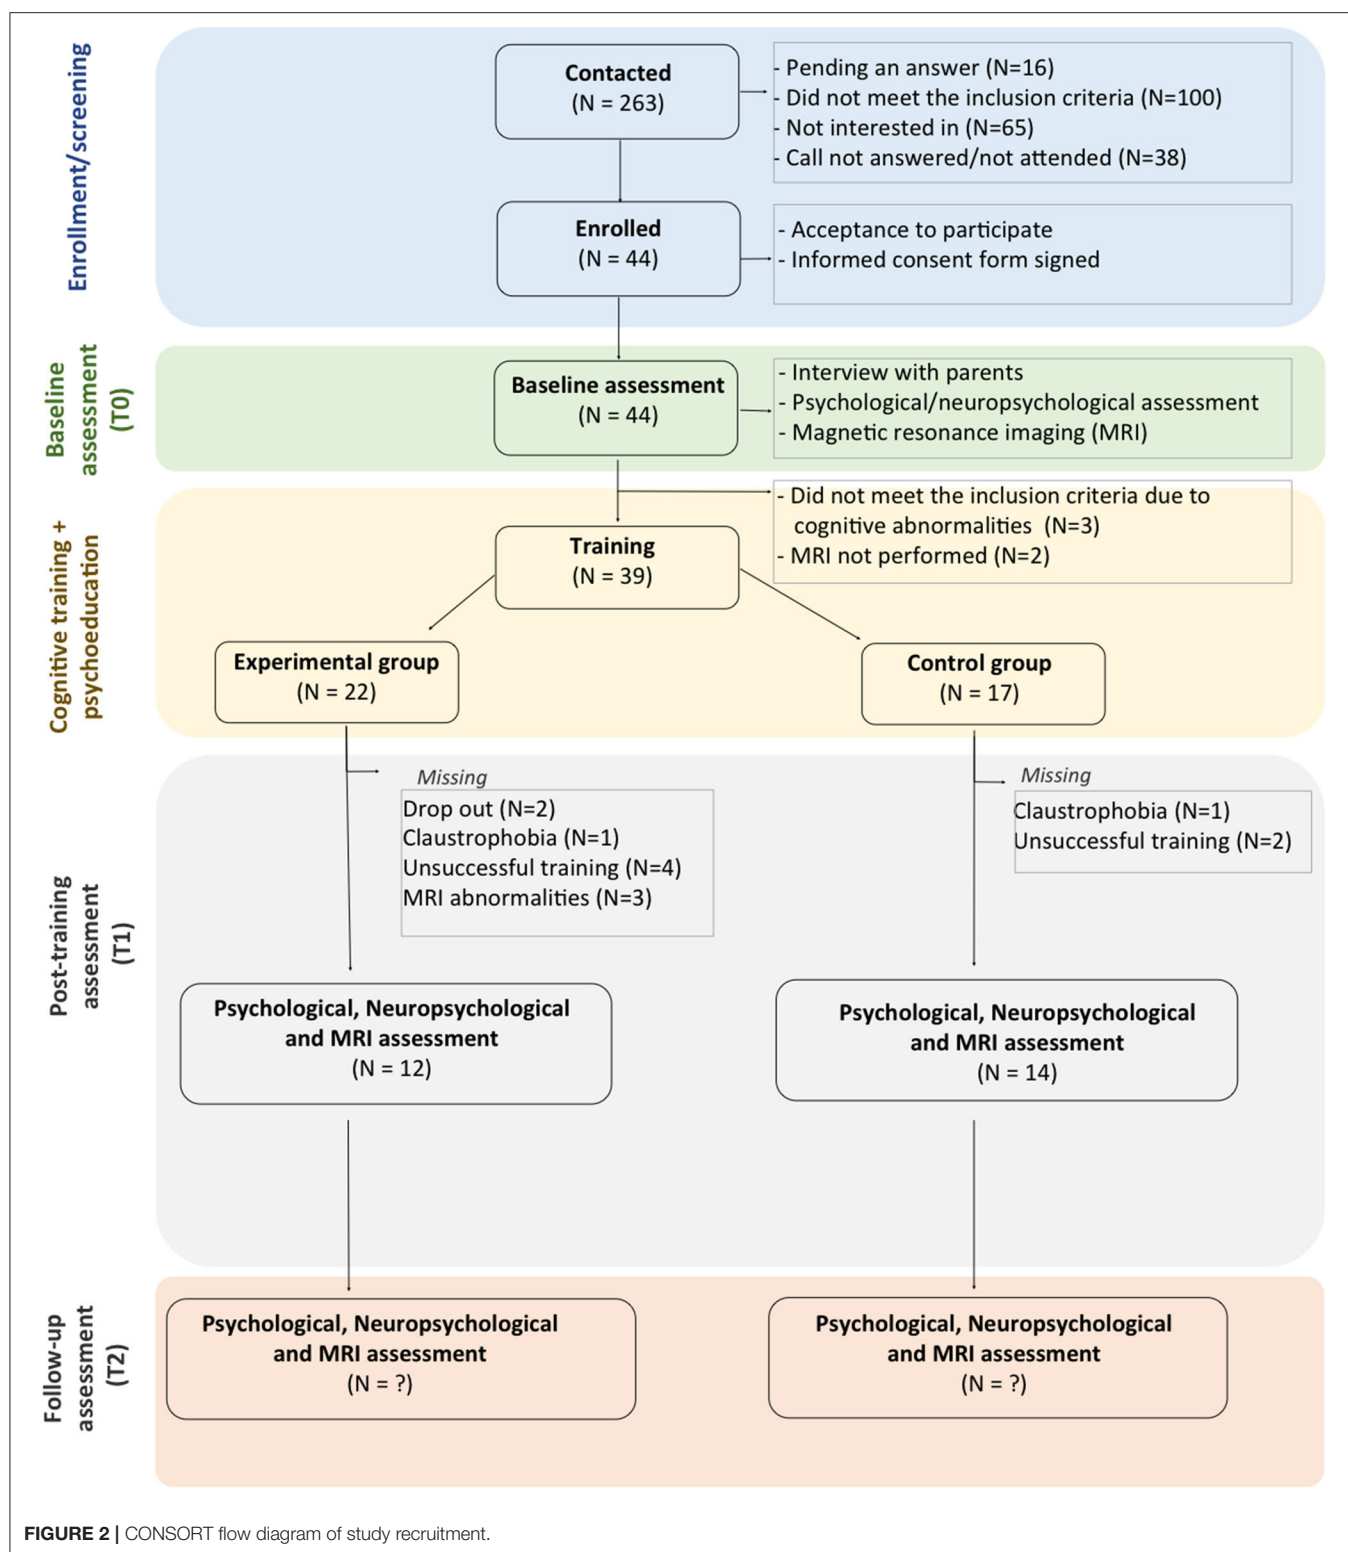 Enrollment/screening
Contacted
(N = 263)
- Pending an answer (N=16)
- Did not meet the inclusion criteria (N=100)
- Not interested in (N=65)
- Call not answered/not attended (N=38)
Enrolled
(N = 44)
- Acceptance to participate
- Informed consent form signed
Baseline
assessment
(T0)
Baseline assessment
(N = 44)
- Interview with parents
- Psychological/neuropsychological assessment
- Magnetic resonance imaging (MRI)
Cognitive training +
psychoeducation
- Did not meet the inclusion criteria due to
cognitive abnormalities (N=3)
- MRI not performed (N=2)
Training
(N = 39)
Experimental group
(N = 22)
Control group
(N = 17)
Post-training
assessment
(T1)
Missing
Drop out (N=2)
Claustrophobia (N=1)
Unsuccessful training (N=4)
MRI abnormalities (N=3)
Missing
Claustrophobia (N=1)
Unsuccessful training (N=2)
Psychological, Neuropsychological
and MRI assessment
(N = 12)
Psychological, Neuropsychological
and MRI assessment
(N = 14)
Follow-up
assessment
(T2)
Psychological, Neuropsychological
and MRI assessment
(N = ?)
Psychological, Neuropsychological
and MRI assessment
(N = ?)
FIGURE 2 | CONSORT flow diagram of study recruitment.